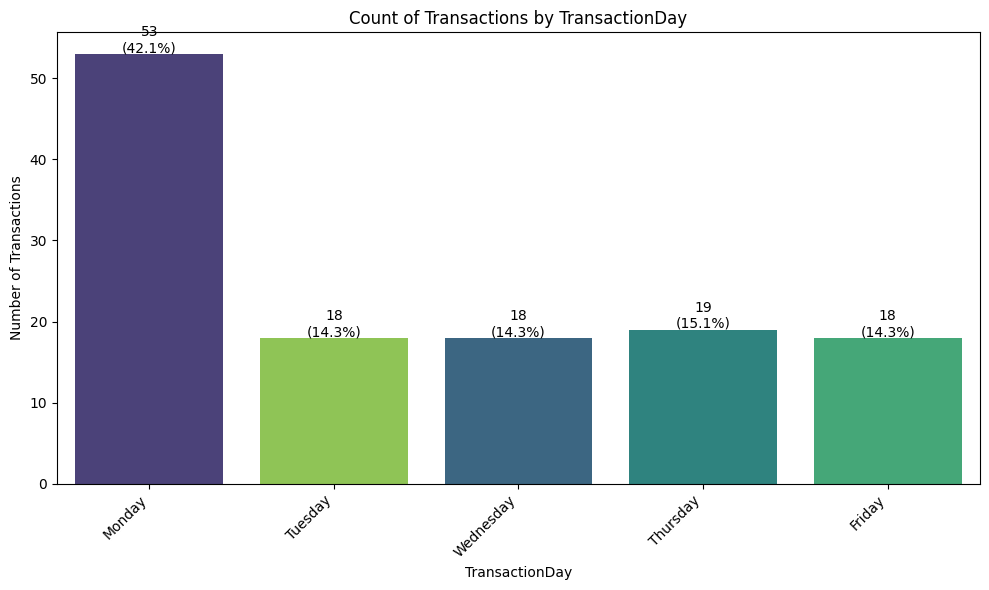 Count of Transactions by TransactionDay
Number of Transactions
50
40
30
20
10
0
53
(42.1%)
18
(14.3%)
18
(14.3%)
19
(15.1%)
18
(14.3%)
Monday
Tuesday
Wednesday
Thursday
Friday
TransactionDay